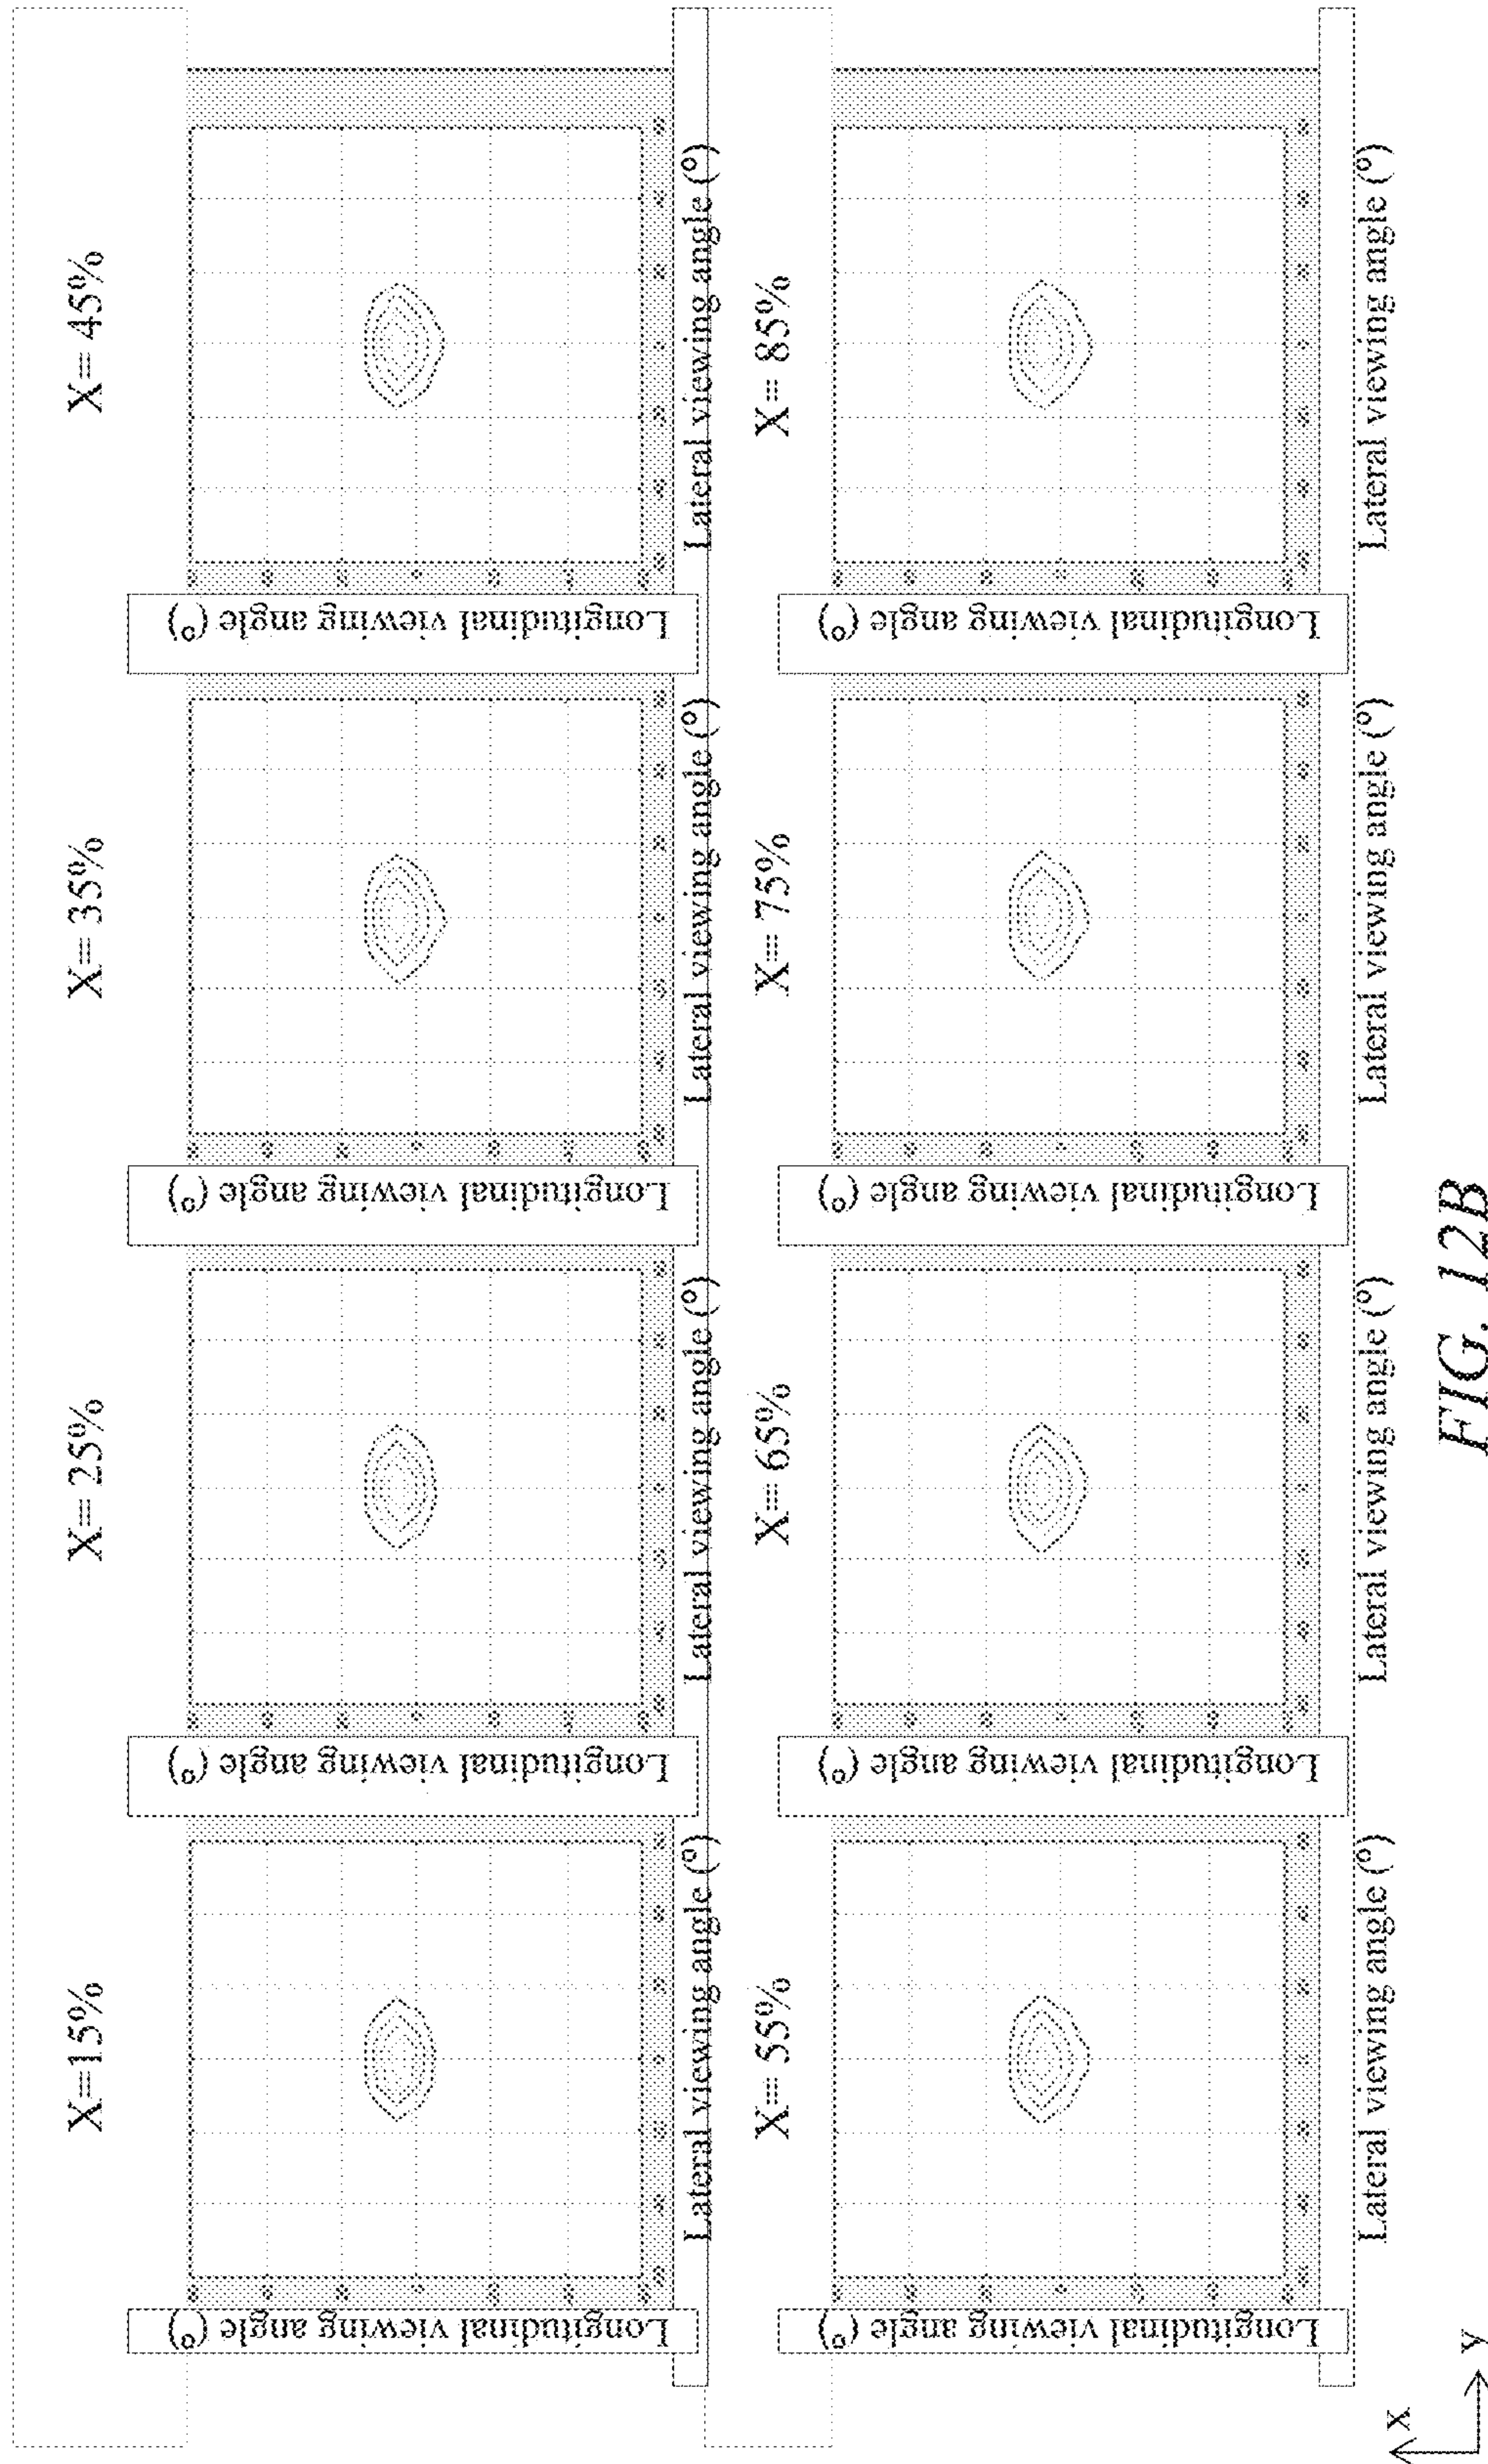 X=15%
X= 25%
X= 35%
X= 45%
Longitudinal viewing angle (°)
Longitudinal viewing angle (°)
Longitudinal viewing angle (°)
Longitudinal viewing angle (°)
Lateral viewing angle (°)
Lateral viewing angle (°)
Lateral viewing angle (°)
Lateral viewing angle (°)
X= 55%
X= 65%
X= 75%
X= 85%
Longitudinal viewing angle (°)
Longitudinal viewing angle (°)
Longitudinal viewing angle (°)
Longitudinal viewing angle (°)
Lateral viewing angle (°)
Lateral viewing angle (°)
Lateral viewing angle (°)
Lateral viewing angle (°)
x
y
FIG. 12B